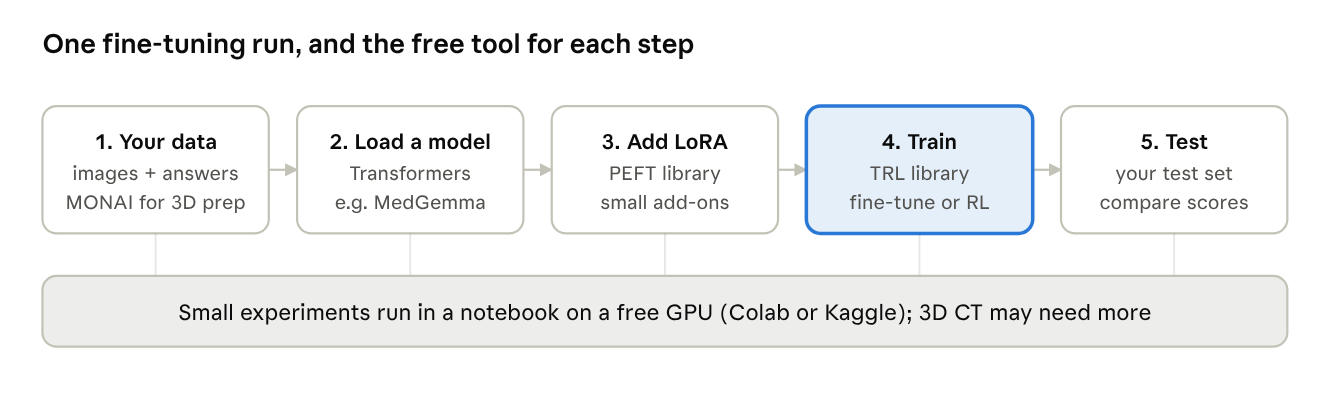 One fine-tuning run, and the free tool for each step
1. Your data
images + answers
MONAI for 3D prep
2. Load a model
Transformers
e.g. MedGemma
3. Add LoRA
PEFT library
small add-ons
4. Train
TRL library
fine-tune or RL
5. Test
your test set
compare scores
Small experiments run in a notebook on a free GPU (Colab or Kaggle); 3D CT may need more